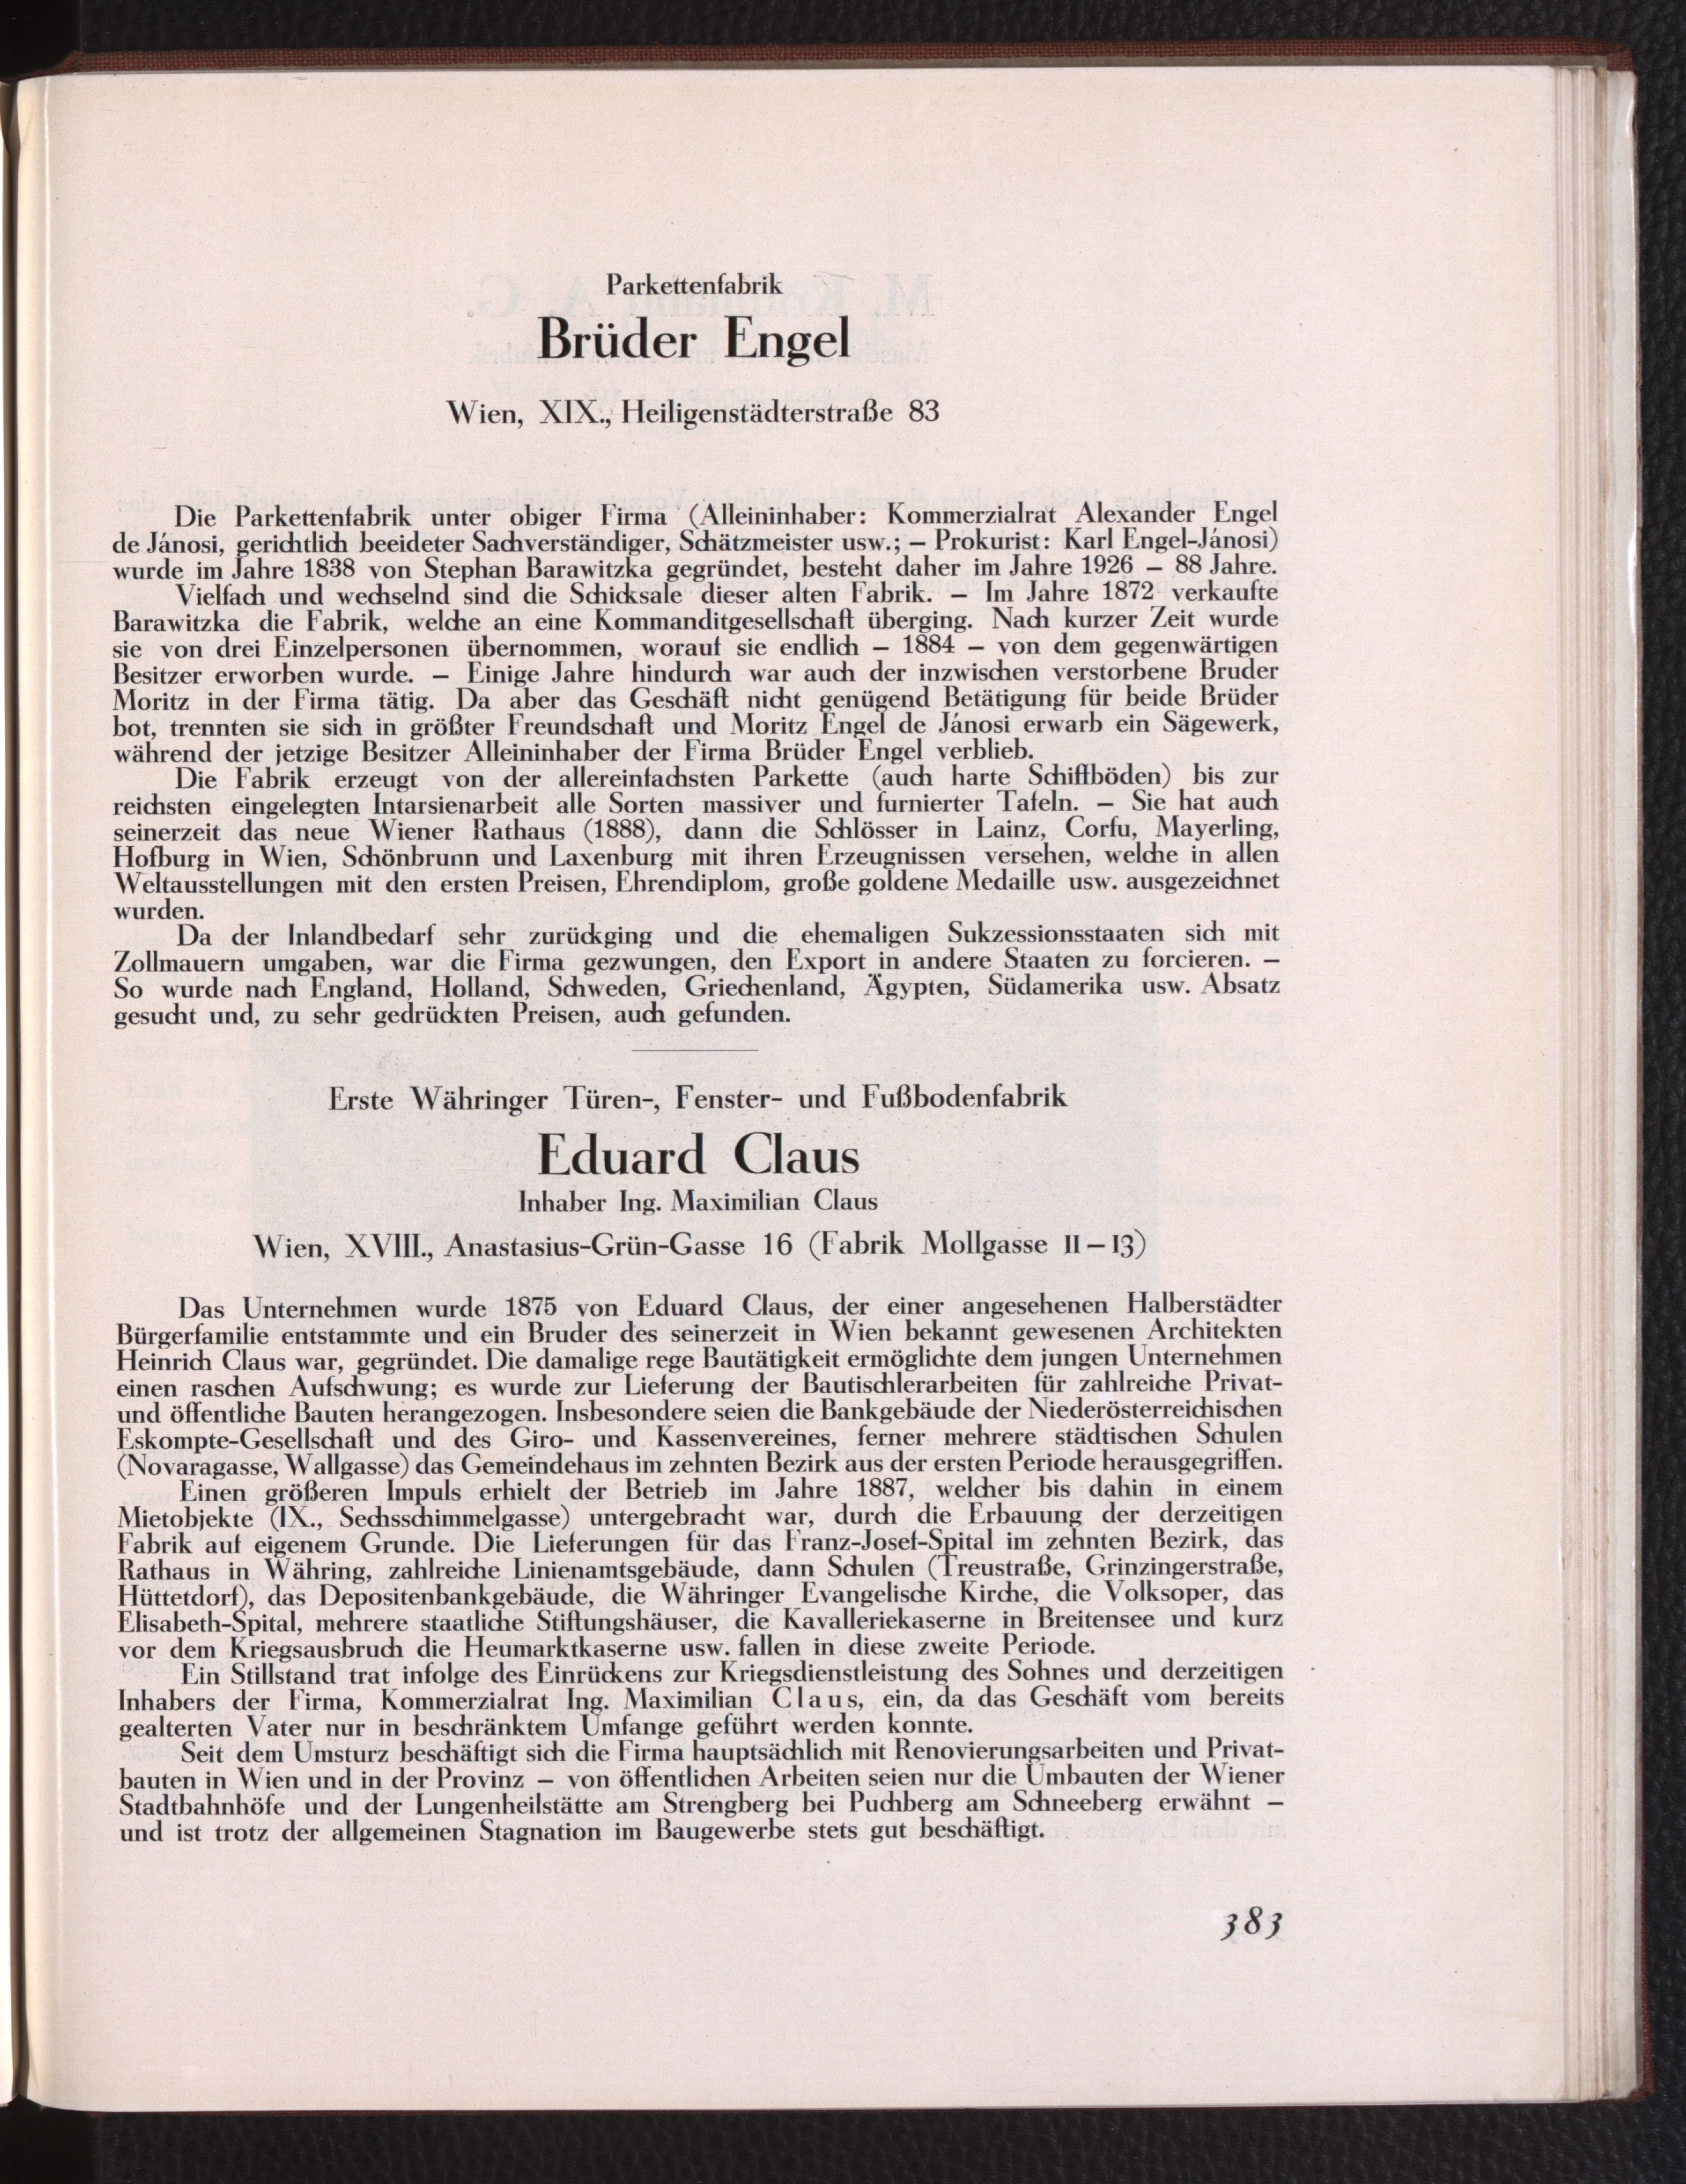 Parkettenfabrik
Brüder Engel
Wien, XIX., Heiligenstädterstraße 83
Die Parkettenfabrik unter obiger Firma (Alleininhaber: Kommerzialrat Alexander Engel
de Jánosi, gerichtlich beeideter Sachverständiger, Schätzmeister usw.; — Prokurist: Karl Engel-Jánosi)
wurde im Jahre 1838 von Stephan Barawitzka gegründet, besteht daher im Jahre 1926 — 88 Jahre.
Vielfach und wechselnd sind die Schicksale dieser alten Fabrik. — Im Jahre 1872 verkaufte
Barawitzka die Fabrik, welche an eine Kommanditgesellschaft überging. Nach kurzer Zeit wurde
sie von drei Einzelpersonen übernommen, worauf sie endlich — 1884 — von dem gegenwärtigen
Besitzer erworben wurde. — Einige Jahre hindurch war auch der inzwischen verstorbene Bruder
Moritz in der Firma tätig. Da aber das Geschäft nicht genügend Betätigung für beide Brüder
bot, trennten sie sich in größter Freundschaft und Moritz Engel de Jánosi erwarb ein Sägewerk,
während der jetzige Besitzer Alleininhaber der Firma Brüder Engel verblieb.
Die Fabrik erzeugt von der allereinfachsten Parkette (auch harte Schiffböden) bis zur
reichsten eingelegten Intarsienarbeit alle Sorten massiver und furnierter Tafeln. — Sie hat auch
seinerzeit das neue Wiener Rathaus (1888), dann die Schlösser in Lainz, Corfu, Mayerling,
Hofburg in Wien, Schönbrunn und Laxenburg mit ihren Erzeugnissen versehen, welche in allen
Weltausstellungen mit den ersten Preisen, Ehrendiplom, große goldene Medaille usw. ausgezeichnet
wurden.
Da der Inlandbedarf sehr zurückging und die ehemaligen Sukzessionsstaaten sich mit
Zollmauern umgaben, war die Firma gezwungen, den Export in andere Staaten zu forcieren. —
So wurde nach England, Holland, Schweden, Griechenland, Ägypten, Südamerika usw. Absatz
gesucht und, zu sehr gedrückten Preisen, auch gefunden.
Erste Währinger Türen-, Fenster- und Fußbodenfabrik
Eduard Claus
Inhaber Ing. Maximilian Claus
Wien, XVIII., Anastasius-Grün-Gasse 16 (Fabrik Mollgasse 11—13)
Das Unternehmen wurde 1875 von Eduard Claus, der einer angesehenen Halberstädter
Bürgerfamilie entstammte und ein Bruder des seinerzeit in Wien bekannt gewesenen Architekten
Heinrich Claus war, gegründet. Die damalige rege Bautätigkeit ermöglichte dem jungen Unternehmen
einen raschen Aufschwung; es wurde zur Lieferung der Bautischlerarbeiten für zahlreiche Privat-
und öffentliche Bauten herangezogen. Insbesondere seien die Bankgebäude der Niederösterreichischen
Eskompte-Gesellschaft und des Giro- und Kassenvereines, ferner mehrere städtischen Schulen
(Novaragasse, Wallgasse) das Gemeindehaus im zehnten Bezirk aus der ersten Periode herausgegriffen.
Einen größeren Impuls erhielt der Betrieb im Jahre 1887, welcher bis dahin in einem
Mietobjekte (IX., Sechsschimmelgasse) untergebracht war, durch die Erbauung der derzeitigen
Fabrik auf eigenem Grunde. Die Lieferungen für das Franz-Josef-Spital im zehnten Bezirk, das
Rathaus in Währing, zahlreiche Linienamtsgebäude, dann Schulen (Treustraße, Grinzingerstraße,
Hüttetdorf), das Depositenbankgebäude, die Währinger Evangelische Kirche, die Volksoper, das
Elisabeth-Spital, mehrere staatliche Stiftungshäuser, die Kavalleriekaserne in Breitensee und kurz
vor dem Kriegsausbruch die Heumarktkaserne usw. fallen in diese zweite Periode.
Ein Stillstand trat infolge des Einrückens zur Kriegsdienstleistung des Sohnes und derzeitigen
Inhabers der Firma, Kommerzialrat Ing. Maximilian Claus, ein, da das Geschäft vom bereits
gealterten Vater nur in beschränktem Umfange geführt werden konnte.
Seit dem Umsturz beschäftigt sich die Firma hauptsächlich mit Renovierungsarbeiten und Privat-
bauten in Wien und in der Provinz — von öffentlichen Arbeiten seien nur die Umbauten der Wiener
Stadtbahnhöfe und der Lungenheilstätte am Strengberg bei Puchberg am Schneeberg erwähnt —
und ist trotz der allgemeinen Stagnation im Baugewerbe stets gut beschäftigt.
383